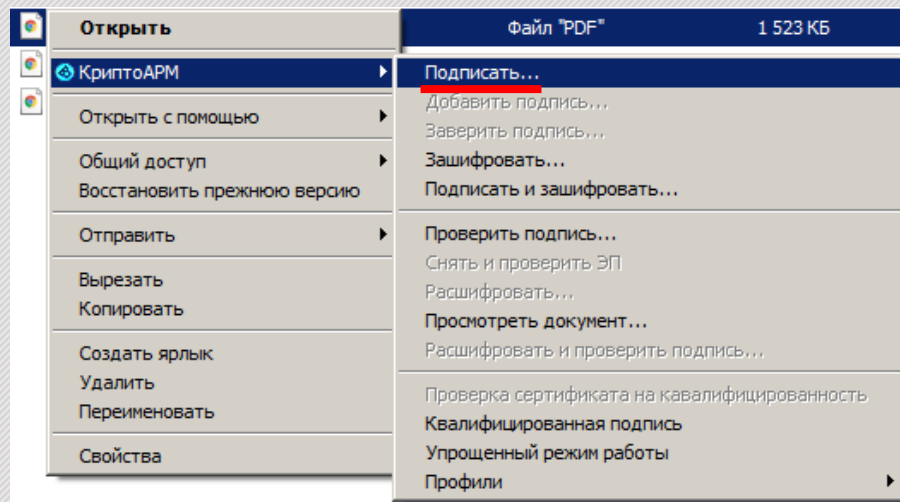 Открыть
Файл "PDF" 1 523 КБ
КриптоАРМ
Открыть с помощью
Общий доступ
Восстановить прежнюю версию
Отправить
Вырезать
Копировать
Создать ярлык
Удалить
Переименовать
Свойства
Подписать...
Добавить подпись...
Заверить подпись...
Зашифровать...
Подписать и зашифровать...
Проверить подпись...
Снять и проверить ЭП
Расшифровать...
Просмотреть документ...
Расшифровать и проверить подпись...
Проверка сертификата на кавалифицированность
Квалифицированная подпись
Упрощенный режим работы
Профили